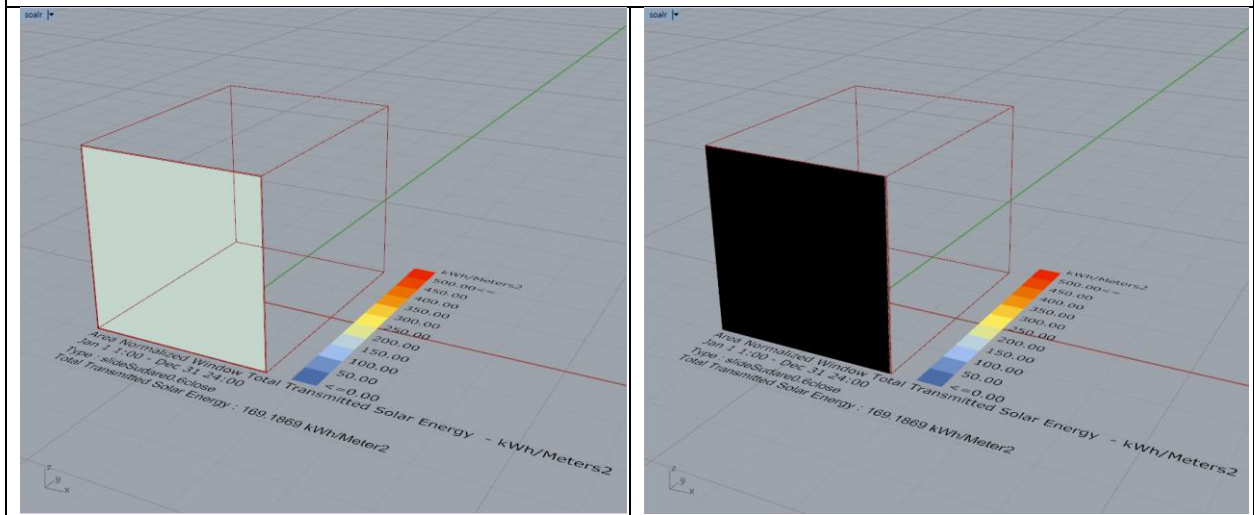 soalr
kWh/Meters2
500.00<=
450.00
400.00
350.00
300.00
250.00
200.00
150.00
100.00
50.00
<=0.00
Area Normalized Window Total Transmitted Solar Energy - kWh/Meters2
Jan 1 1:00 - Dec 31 24:00
Type : slideSudare0.6close
Total Transmitted Solar Energy : 169.1869 kWh/Meter2
z
y
x
soalr
kWh/Meters2
500.00<=
450.00
400.00
350.00
300.00
250.00
200.00
150.00
100.00
50.00
<=0.00
Area Normalized Window Total Transmitted Solar Energy - kWh/Meters2
Jan 1 1:00 - Dec 31 24:00
Type : slideSudare0.6close
Total Transmitted Solar Energy : 169.1869 kWh/Meter2
z
y
x